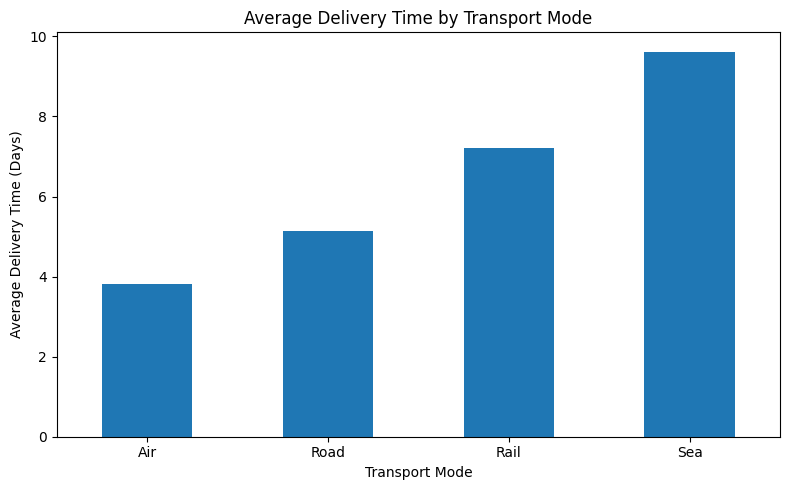 Average Delivery Time by Transport Mode
Average Delivery Time (Days)
10
8
6
4
2
0
Air Road Rail Sea
Transport Mode